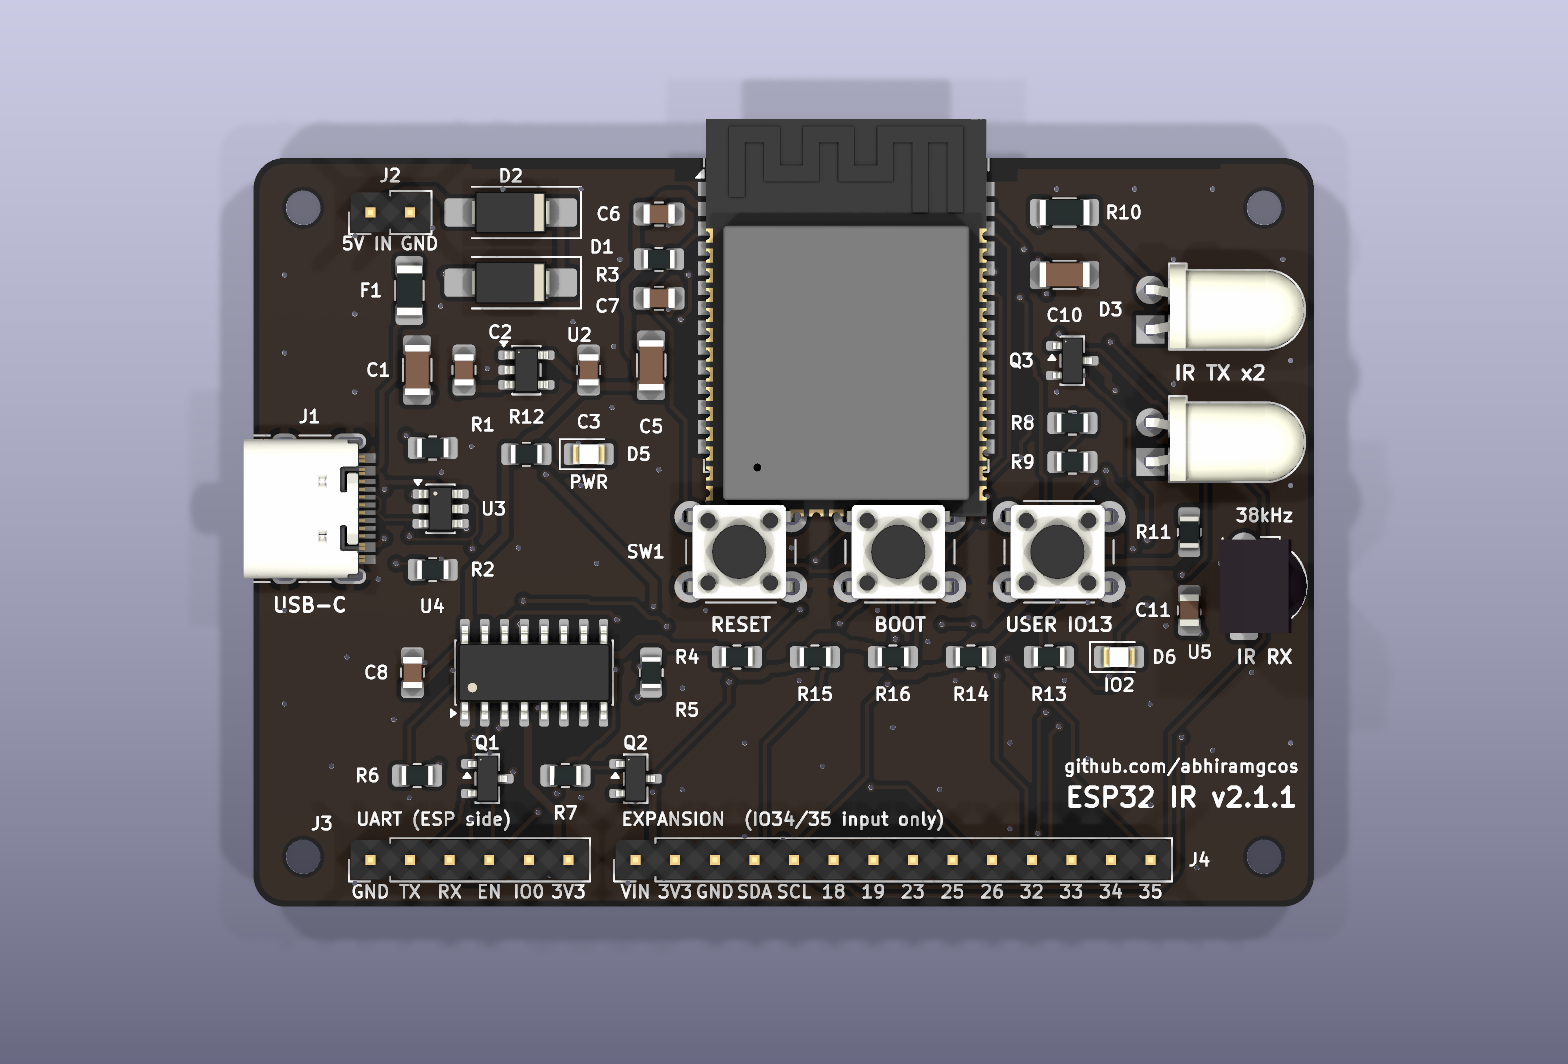 J2
D2
5V IN GND
C6
R10
D1
R3
F1
C7
C10
D3
C2
U2
Q3
C1
IR TX x2
J1
R1
R12
C3
C5
R8
D5
R9
PWR
U3
38kHz
SW1
R11
R2
USB-C
U4
C11
RESET
BOOT
USER IO13
U5
R4
D6
IR RX
C8
IO2
R5
R15
R16
R14
R13
Q1
Q2
R6
github.com/abhiramgcos
ESP32 IR v2.1.1
R7
J3
UART (ESP side)
EXPANSION (IO34/35 input only)
J4
GND TX RX EN IO0 3V3
VIN 3V3 GND SDA SCL 18 19 23 25 26 32 33 34 35